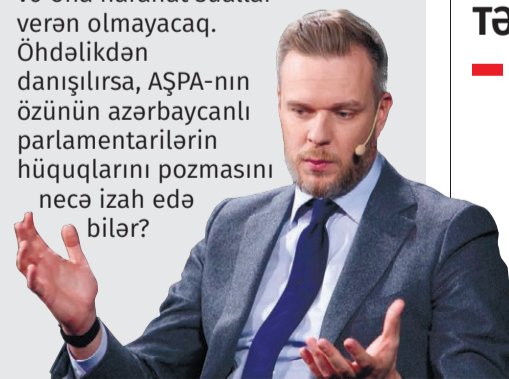 verən olmayacaq.
Öhdəlikdən
danışılırsa, AŞPA-nın
özünün azərbaycanlı
parlamentarilərin
hüquqlarını pozmasını
necə izah edə
bilər?
TƏ